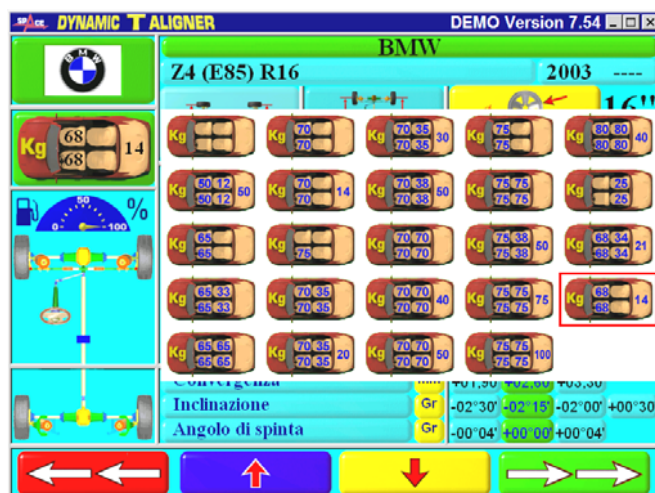 SPACE DYNAMIC T ALIGNER DEMO Version 7.54
BMW
BMW
Z4 (E85) R16 2003 ----
16"
Kg 68 68 14
Kg
Kg 70 70
Kg 70 35 70 35 30
Kg 75 75
Kg 80 80 80 80 40
Kg 50 12 50 12 50
Kg 70 70 14
Kg 70 38 70 38 50
Kg 75 75 75 75
Kg 25 25
50
0 100 %
Kg 65 65
Kg 75
Kg 70 70 70 70
Kg 75 38 75 38 50
Kg 68 34 68 34 21
Kg 65 33 65 33
Kg 70 35 70 35
Kg 70 70 70 70 40
Kg 75 75 75 75 75
Kg 68 68 14
Kg 65 65 65 65
Kg 70 35 70 35 20
Kg 70 70 70 70 50
Kg 75 75 75 75 100
Convergenza mm +01,90 +02,60 +03,30
Inclinazione Gr -02°30' -02°15' -02°00' +00°30'
Angolo di spinta Gr -00°04' +00°00' +00°04'